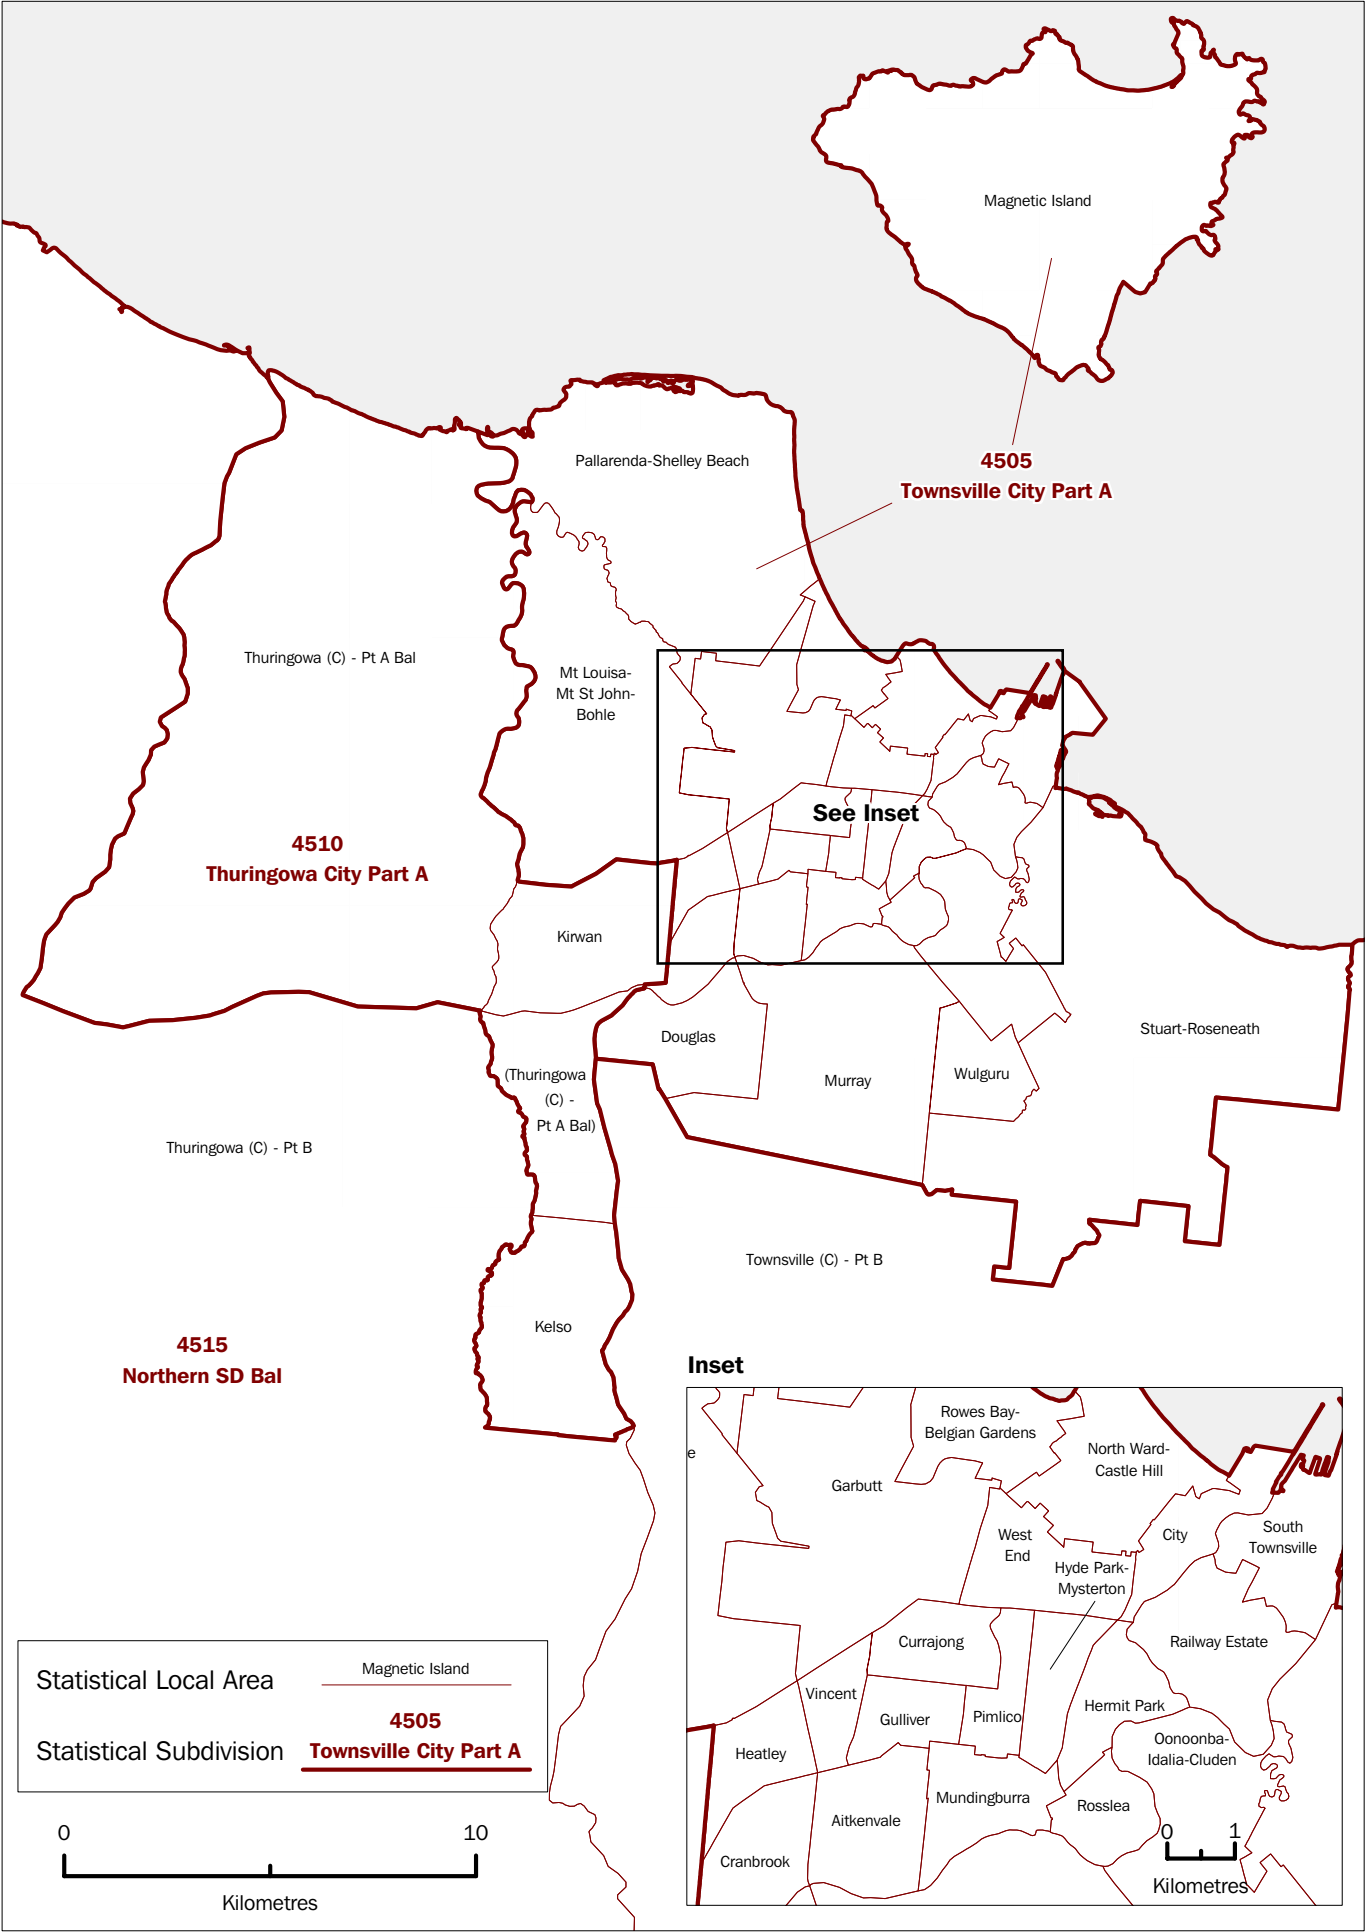 Magnetic Island
4505
Townsville City Part A
Pallarenda-Shelley Beach
Thuringowa (C) - Pt A Bal
Mt Louisa-
Mt St John-
Bohle
See Inset
4510
Thuringowa City Part A
Kirwan
Douglas
Stuart-Roseneath
(Thuringowa
(C) -
Pt A Bal)
Murray
Wulguru
Thuringowa (C) - Pt B
Townsville (C) - Pt B
Kelso
4515
Northern SD Bal
Inset
Rowes Bay-
Belgian Gardens
North Ward-
Castle Hill
e
Garbutt
West
End
City
South
Townsville
Hyde Park-
Mysterton
Currajong
Railway Estate
Vincent
Gulliver
Pimlico
Hermit Park
Oonoonba-
Idalia-Cluden
Heatley
Mundingburra
Rosslea
Aitkenvale
Cranbrook
0 1
Kilometres
Statistical Local Area
Magnetic Island
Statistical Subdivision
4505
Townsville City Part A
0 10
Kilometres